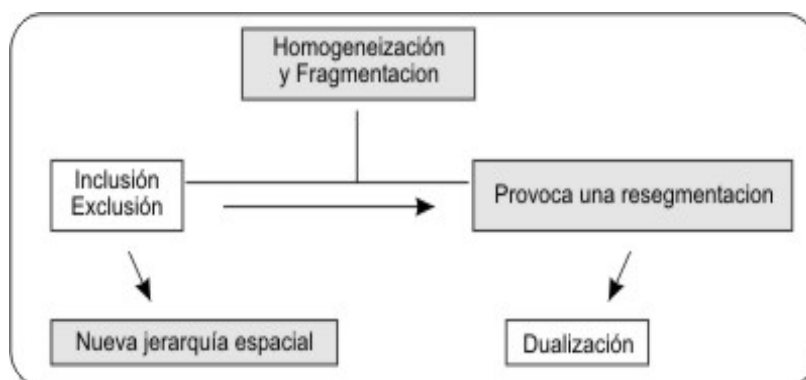 Homogeneización
y Fragmentacion
Inclusión
Exclusión
Provoca una resegmentacion
Nueva jerarquía espacial
Dualización